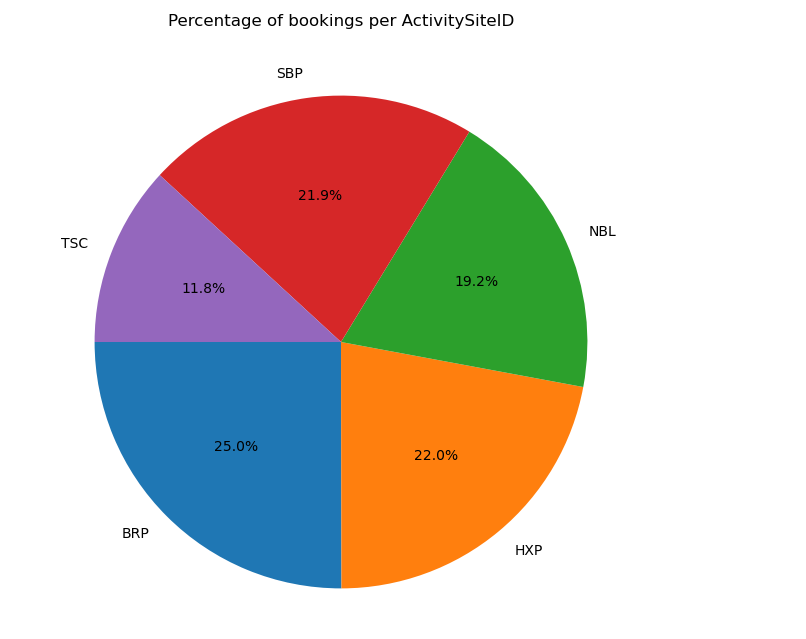 Percentage of bookings per ActivitySiteID
SBP
21.9%
NBL
19.2%
TSC
11.8%
25.0%
22.0%
BRP
HXP